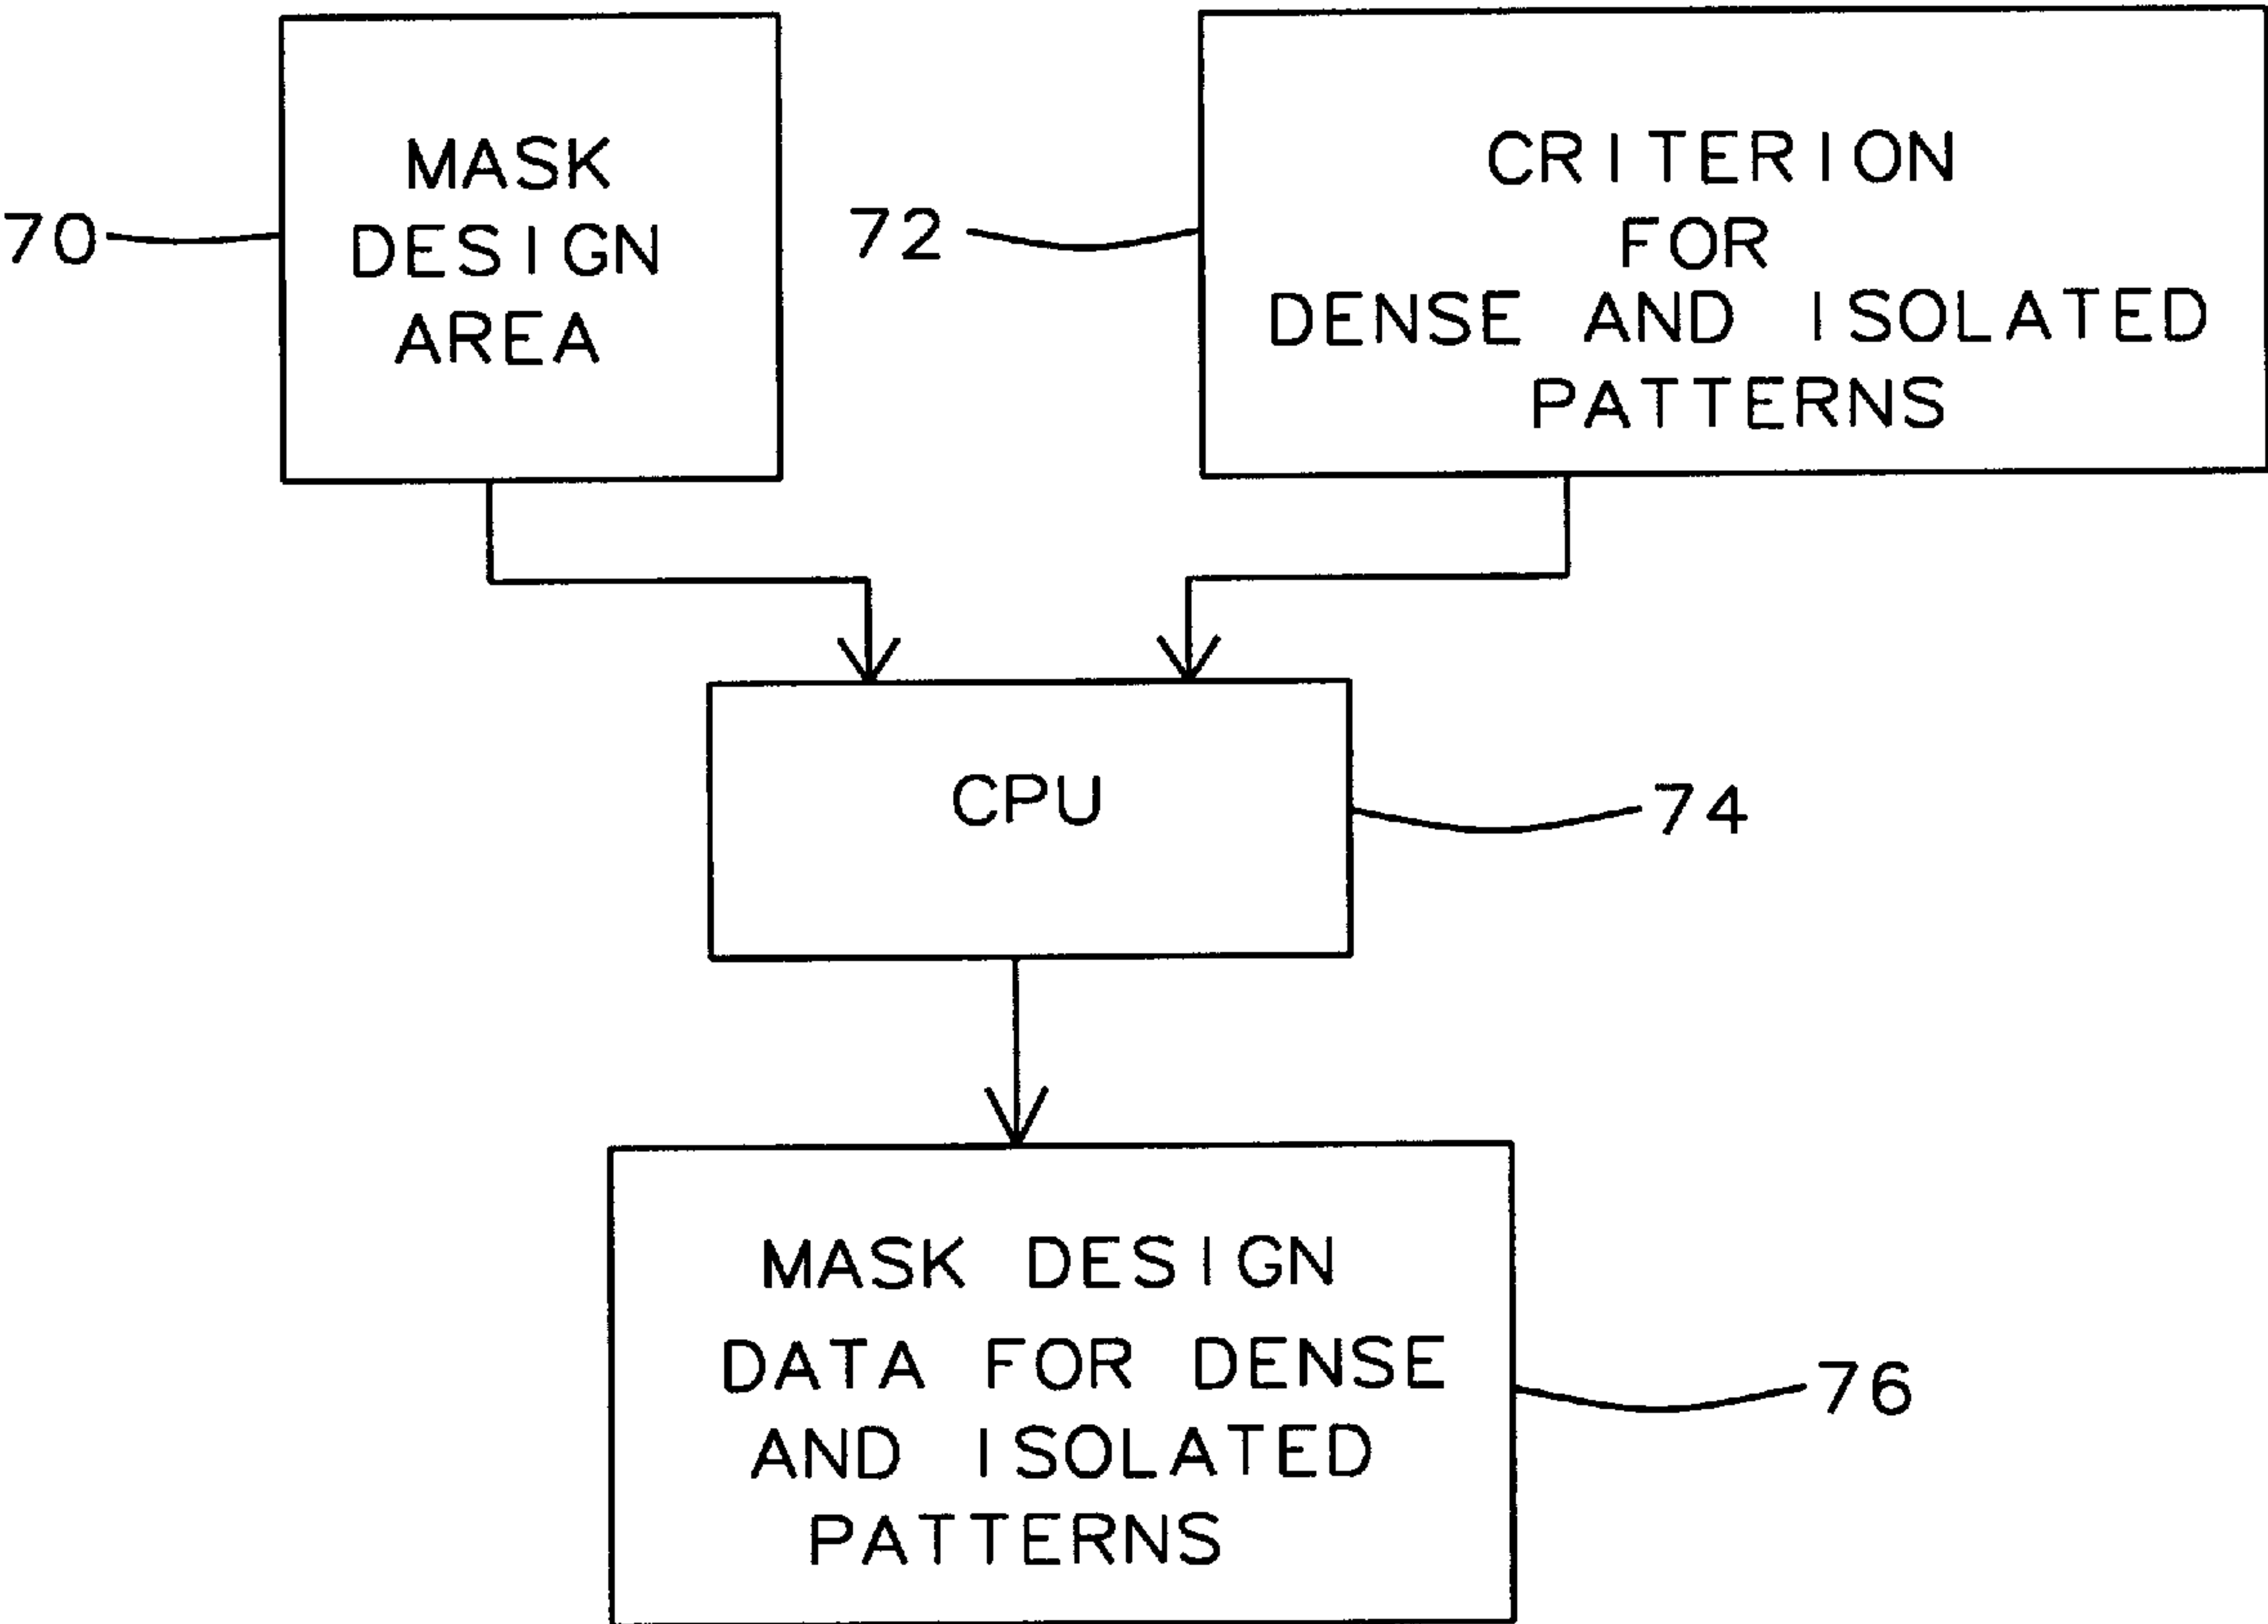 70
MASK
DESIGN
AREA
72
CRITERION
FOR
DENSE AND ISOLATED
PATTERNS
CPU
74
MASK DESIGN
DATA FOR DENSE
AND ISOLATED
PATTERNS
76